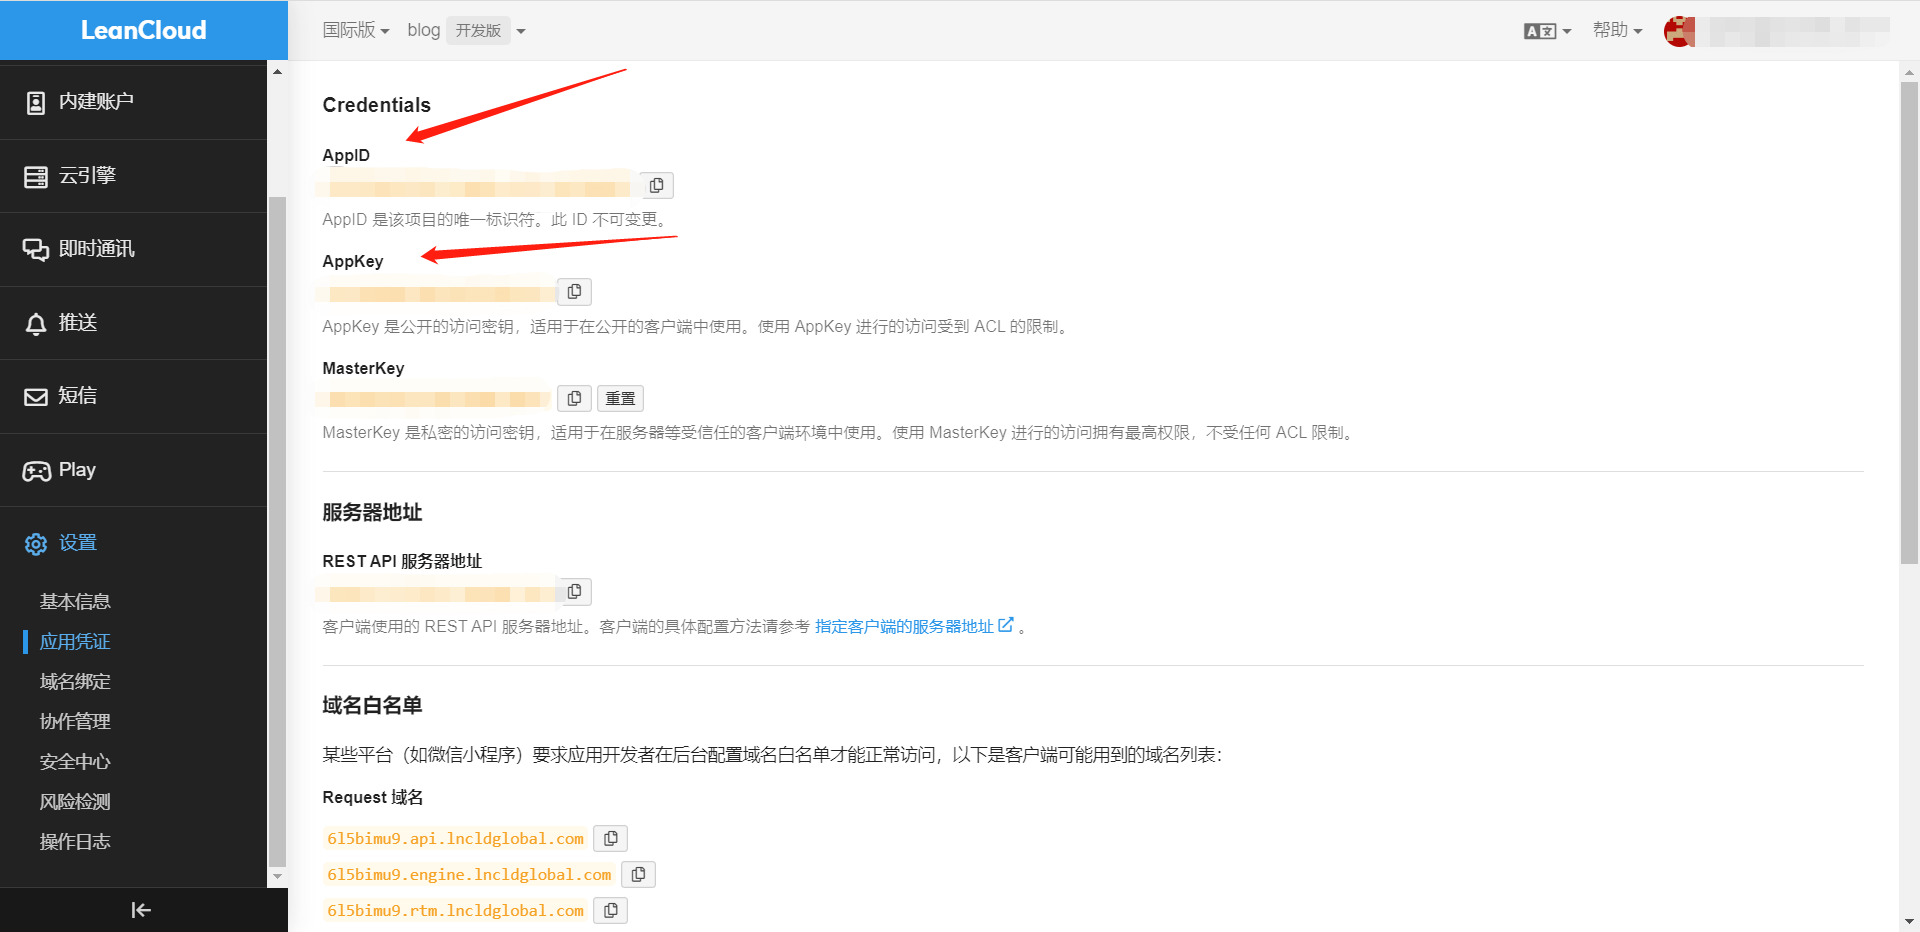 LeanCloud
国际版
blog
开发版
帮助
内建账户
云引擎
即时通讯
推送
短信
Play
设置
基本信息
应用凭证
域名绑定
协作管理
安全中心
风险检测
操作日志
Credentials
AppID
AppID 是该项目的唯一标识符。此 ID 不可变更。
AppKey
AppKey 是公开的访问密钥，适用于在公开的客户端中使用。使用 AppKey 进行的访问受到 ACL 的限制。
MasterKey
重置
MasterKey 是私密的访问密钥，适用于在服务器等受信任的客户端环境中使用。使用 MasterKey 进行的访问拥有最高权限，不受任何 ACL 限制。
服务器地址
REST API 服务器地址
客户端使用的 REST API 服务器地址。客户端的具体配置方法请参考 指定客户端的服务器地址 。
域名白名单
某些平台（如微信小程序）要求应用开发者在后台配置域名白名单才能正常访问，以下是客户端可能用到的域名列表：
Request 域名
6l5bimu9.api.lncldglobal.com
6l5bimu9.engine.lncldglobal.com
6l5bimu9.rtm.lncldglobal.com